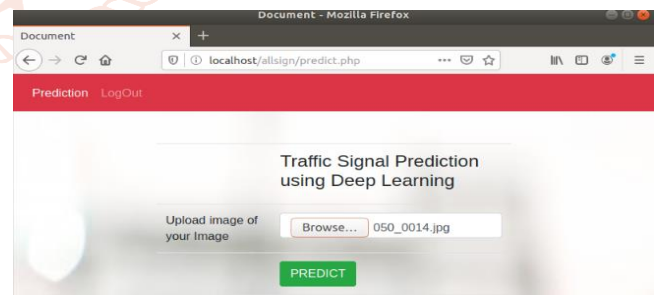 Document - Mozilla Firefox
Document
localhost/allsign/predict.php
Prediction LogOut
Traffic Signal Prediction
using Deep Learning
Upload image of
your Image
Browse... 050_0014.jpg
PREDICT